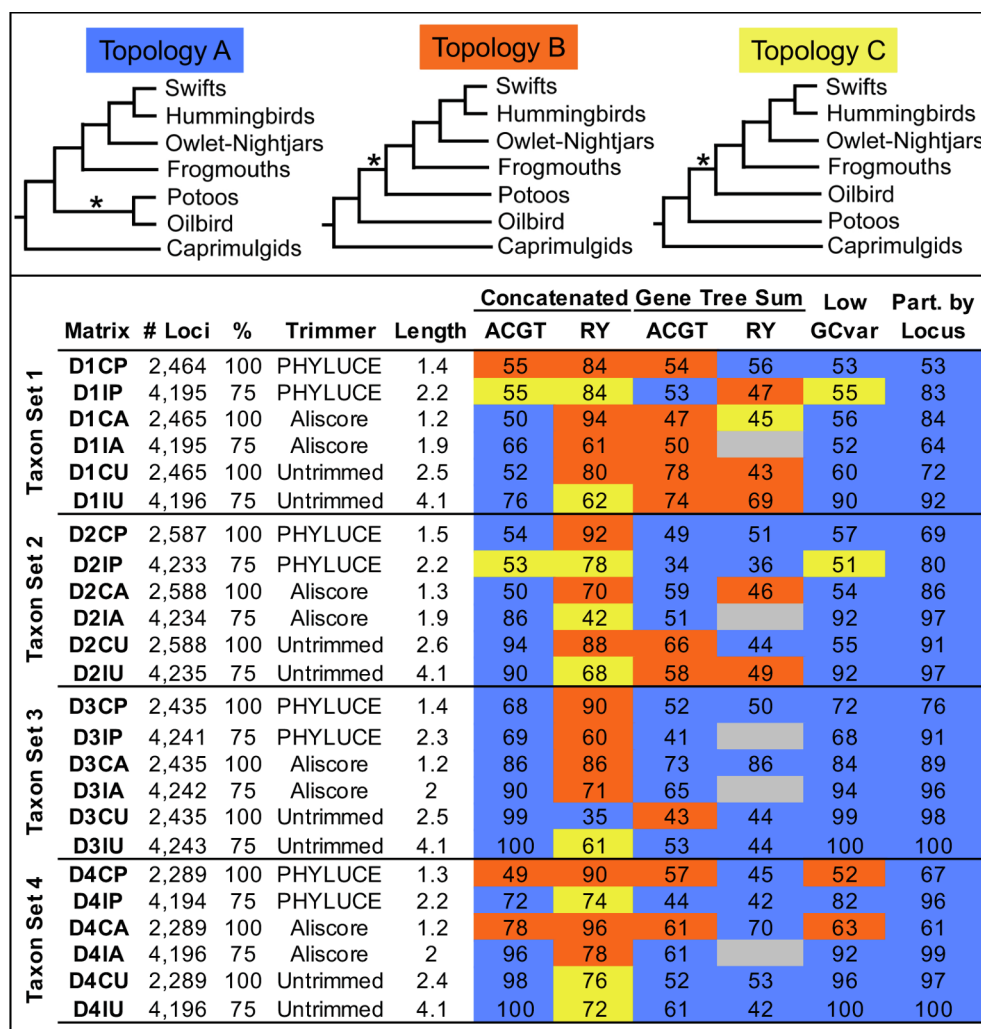 Topology A
Topology B
Topology C
Swifts
Hummingbirds
Owlet-Nightjars
Frogmouths
*
Potoos
Oilbird
Caprimulgids
Swifts
Hummingbirds
Owlet-Nightjars
*
Frogmouths
Potoos
Oilbird
Caprimulgids
Swifts
Hummingbirds
Owlet-Nightjars
*
Frogmouths
Oilbird
Potoos
Caprimulgids
Concatenated Gene Tree Sum Low Part. by
Matrix # Loci % Trimmer Length ACGT RY ACGT RY GCvar Locus
Taxon Set 1
D1CP 2,464 100 PHYLUCE 1.4 55 84 54 56 53 53
D1IP 4,195 75 PHYLUCE 2.2 55 84 53 47 55 83
D1CA 2,465 100 Aliscore 1.2 50 94 47 45 56 84
D1IA 4,195 75 Aliscore 1.9 66 61 50 52 64
D1CU 2,465 100 Untrimmed 2.5 52 80 78 43 60 72
D1IU 4,196 75 Untrimmed 4.1 76 62 74 69 90 92
Taxon Set 2
D2CP 2,587 100 PHYLUCE 1.5 54 92 49 51 57 69
D2IP 4,233 75 PHYLUCE 2.2 53 78 34 36 51 80
D2CA 2,588 100 Aliscore 1.3 50 70 59 46 54 86
D2IA 4,234 75 Aliscore 1.9 86 42 51 92 97
D2CU 2,588 100 Untrimmed 2.6 94 88 66 44 55 91
D2IU 4,235 75 Untrimmed 4.1 90 68 58 49 92 97
Taxon Set 3
D3CP 2,435 100 PHYLUCE 1.4 68 90 52 50 72 76
D3IP 4,241 75 PHYLUCE 2.3 69 60 41 68 91
D3CA 2,435 100 Aliscore 1.2 86 86 73 86 84 89
D3IA 4,242 75 Aliscore 2 90 71 65 94 96
D3CU 2,435 100 Untrimmed 2.5 99 35 43 44 99 98
D3IU 4,243 75 Untrimmed 4.1 100 61 53 44 100 100
Taxon Set 4
D4CP 2,289 100 PHYLUCE 1.3 49 90 57 45 52 67
D4IP 4,194 75 PHYLUCE 2.2 72 74 44 42 82 96
D4CA 2,289 100 Aliscore 1.2 78 96 61 70 63 61
D4IA 4,196 75 Aliscore 2 96 78 61 92 99
D4CU 2,289 100 Untrimmed 2.4 98 76 52 53 96 97
D4IU 4,196 75 Untrimmed 4.1 100 72 61 42 100 100